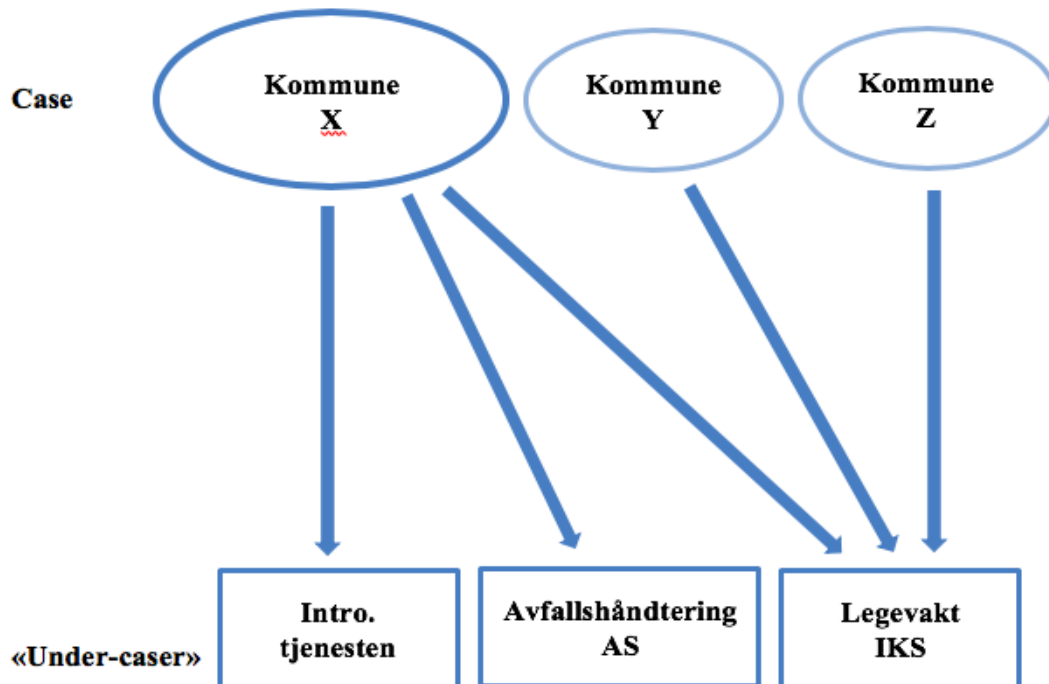 Case
Kommune
X
Kommune
Y
Kommune
Z
«Under-caser»
Intro.
tjenesten
Avfallshåndtering
AS
Legevakt
IKS